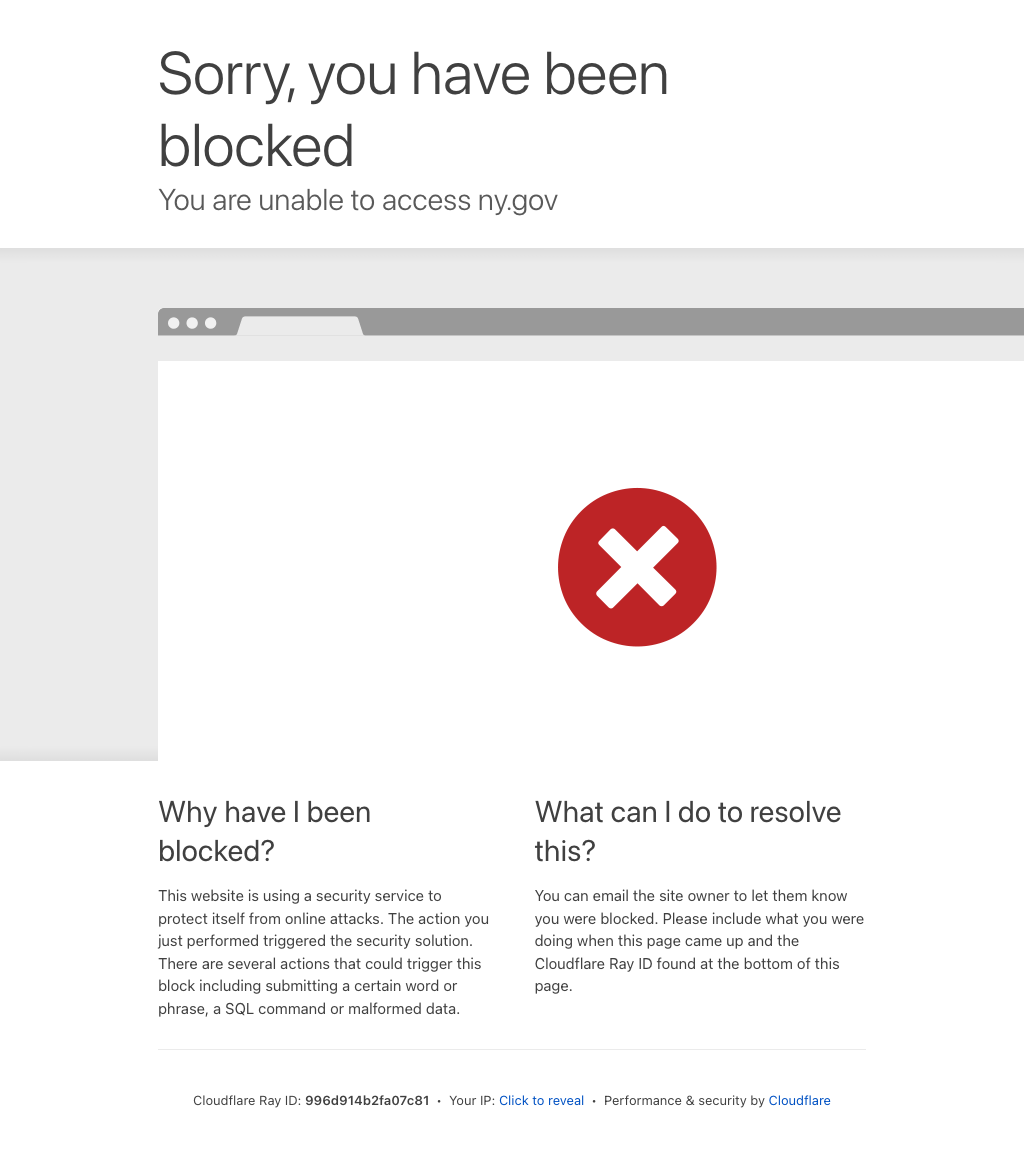 Sorry, you have been
blocked
You are unable to access ny.gov
Why have I been
blocked?
This website is using a security service to
protect itself from online attacks. The action you
just performed triggered the security solution.
There are several actions that could trigger this
block including submitting a certain word or
phrase, a SQL command or malformed data.
What can I do to resolve
this?
You can email the site owner to let them know
you were blocked. Please include what you were
doing when this page came up and the
Cloudflare Ray ID found at the bottom of this
page.
Cloudflare Ray ID: 996d914b2fa07c81 • Your IP: Click to reveal • Performance & security by Cloudflare